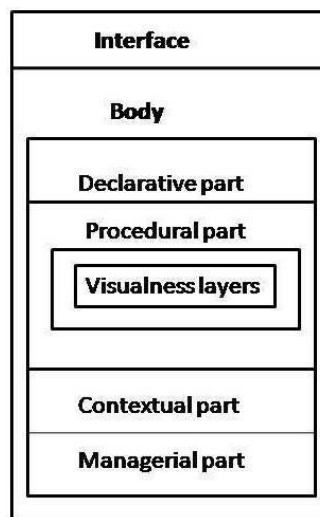 Interface
Body
Declarative part
Procedural part
Visualness layers
Contextual part
Managerial part